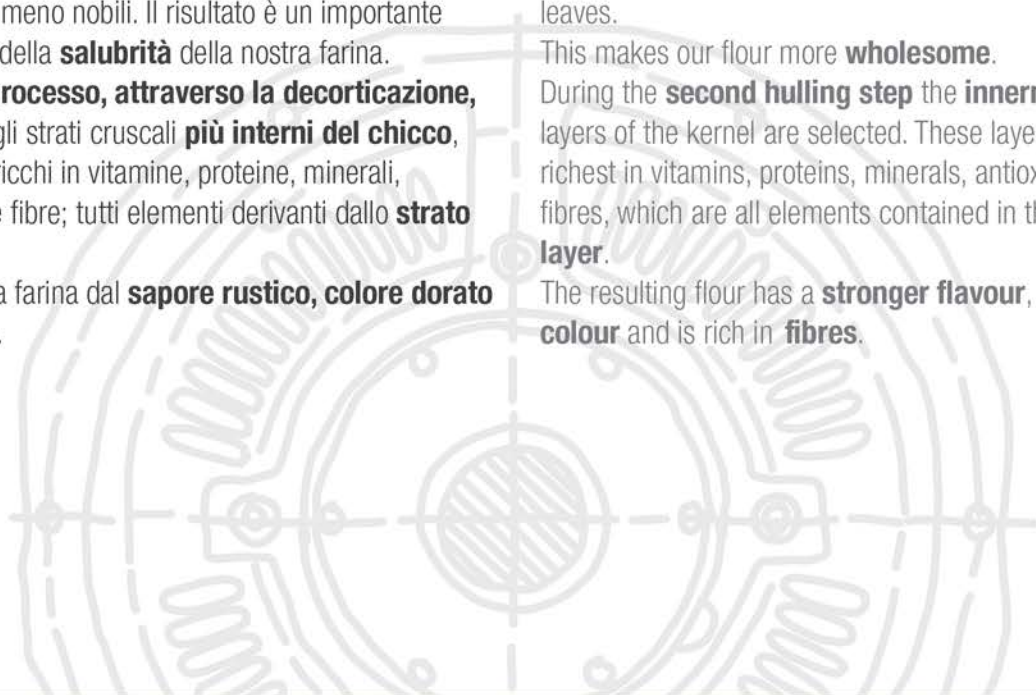 meno nobili. Il risultato è un importante
della salubrità della nostra farina.
rocesso, attraverso la decorticazione,
gli strati cruscali più interni del chicco,
icchi in vitamine, proteine, minerali,
e fibre; tutti elementi derivanti dallo strato
a farina dal sapore rustico, colore dorato
.
leaves.
This makes our flour more wholesome.
During the second hulling step the innerm
layers of the kernel are selected. These laye
richest in vitamins, proteins, minerals, antiox
fibres, which are all elements contained in th
layer.
The resulting flour has a stronger flavour,
colour and is rich in fibres.